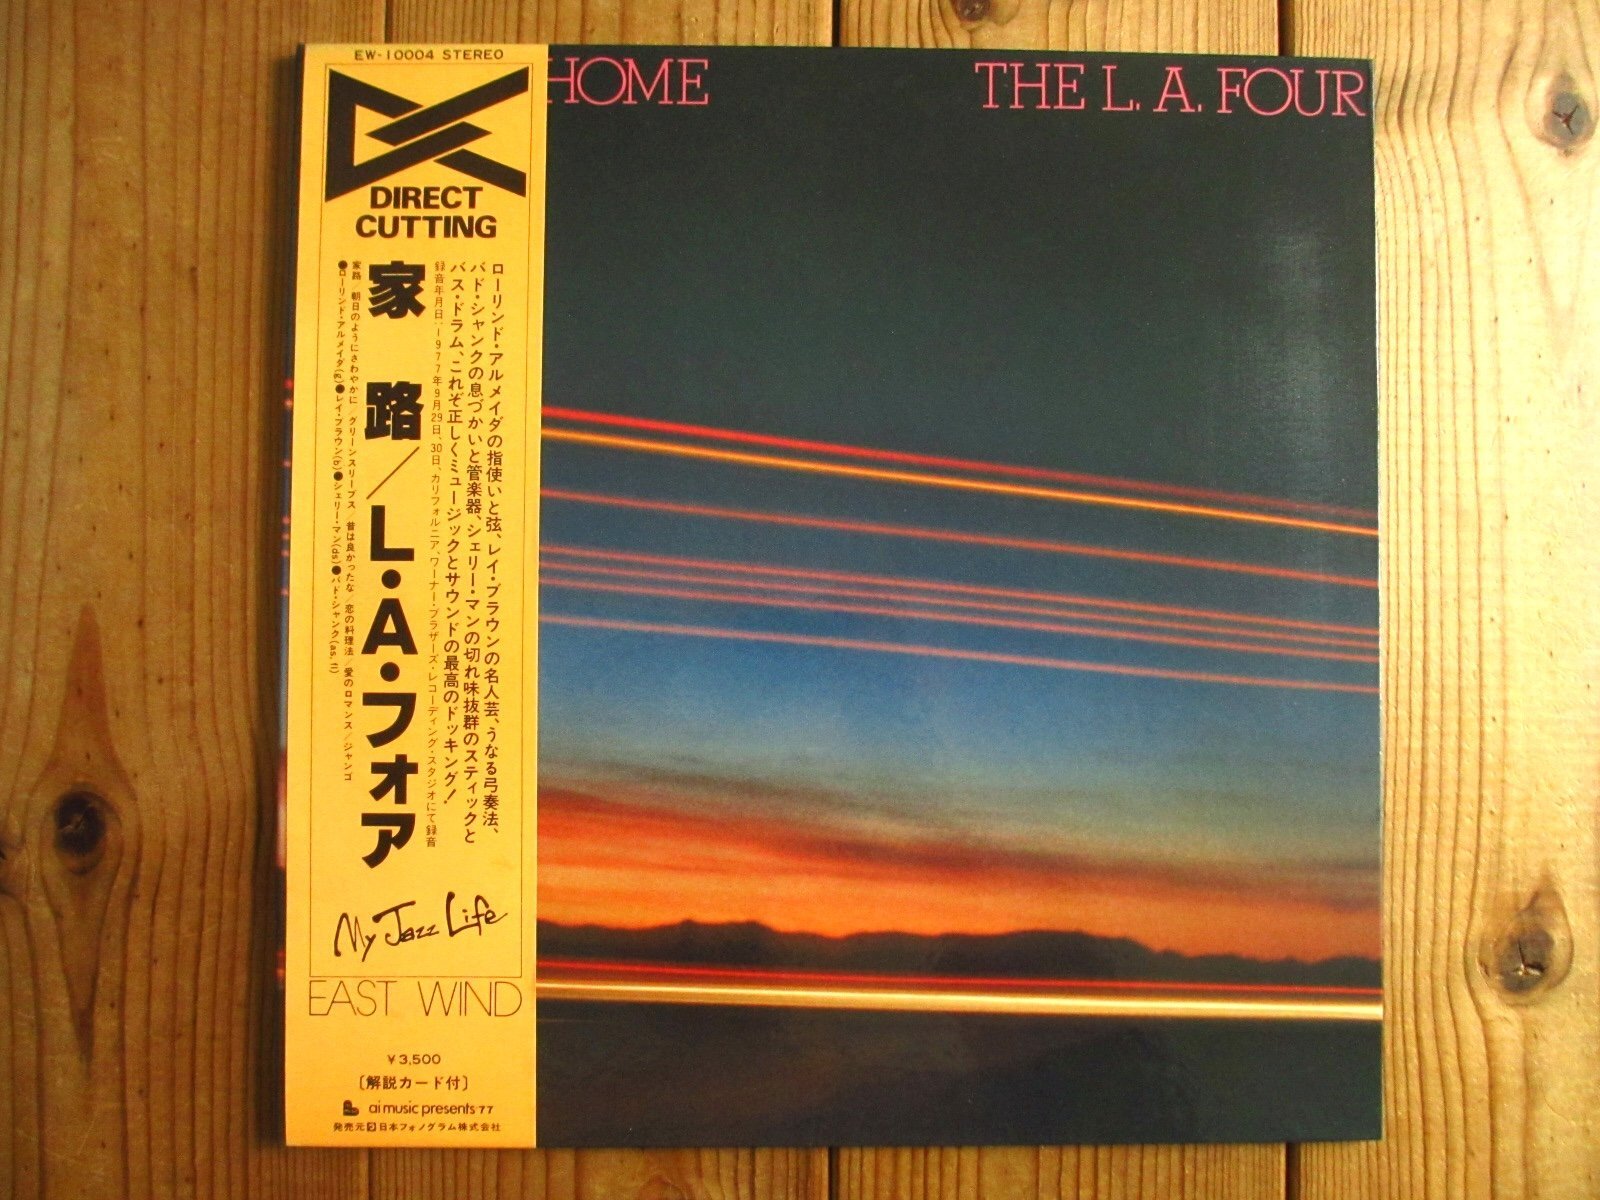 EW-10004 STEREO
HOME
THE L. A. FOUR
DIRECT
CUTTING
ローリンド・アルメイダの指使いと弦、レイ・ブラウンの名人芸、うなる弓奏法、
バド・シャンクの息づかいと管楽器、シェリー・マンの切れ味抜群のスティックと
バス・ドラム、これぞ正しくミュージックとサウンドの最高のドッキング!
録音年月日:1977年9月29日、30日、カリフォルニア、ワーナー・ブラザーズ・レコーディング・スタジオにて録音
家路/L・A・フォア
家路/朝日のようにさわやかに/グリーンスリーブス/昔は良かったな/恋の料理法/愛のロマンス/ジャンゴ
●ローリンド・アルメイダ(g)●レイ・ブラウン(b)●シェリー・マン(ds)●バド・シャンク(as, fl)
My Jazz Life
EAST WIND
¥3,500
〔解説カード付〕
ai music presents 77
発売元 日本フォノグラム株式会社